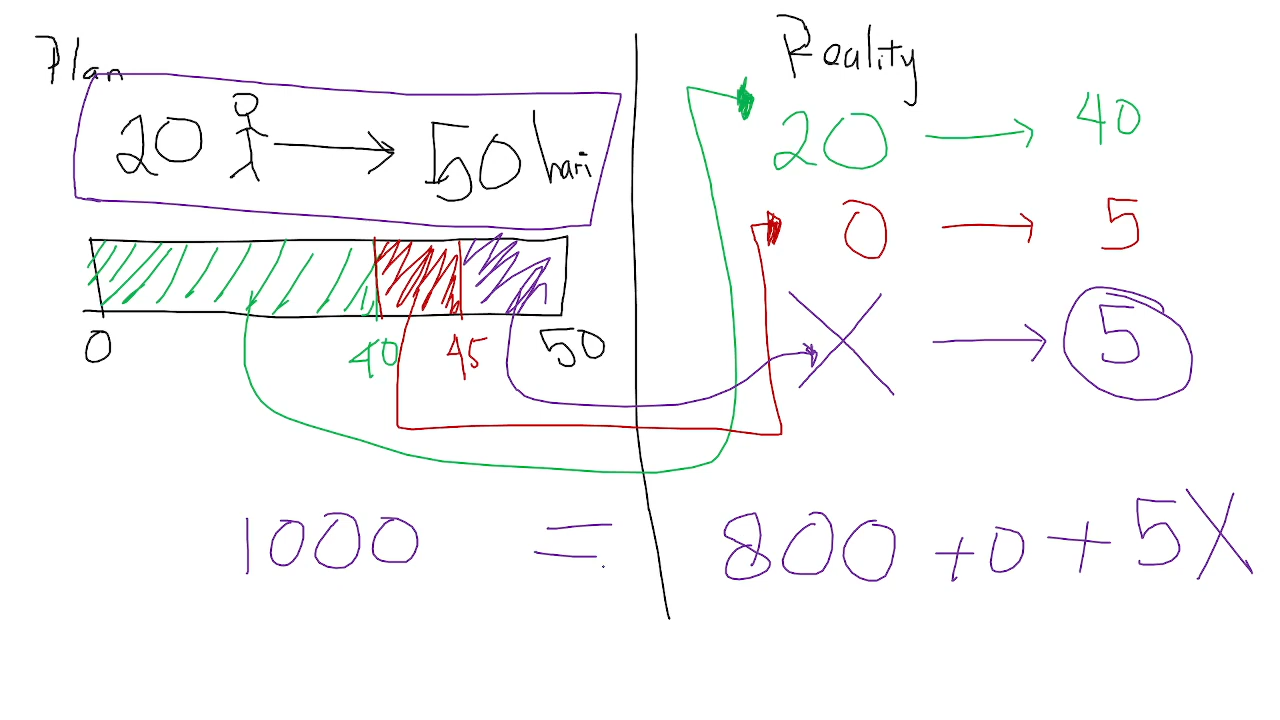 Plan
20 → 50 hari
0 40 45 50
Reality
20 → 40
0 → 5
X → 5
1000 = 800 + 0 + 5X